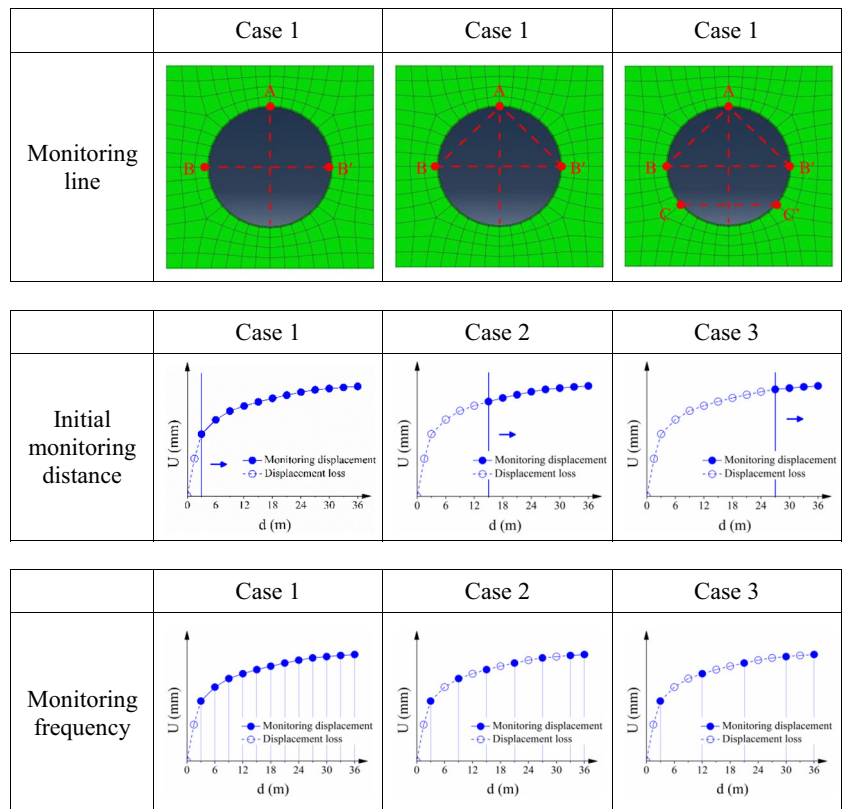 Case 1 Case 1 Case 1
Monitoring
line
A
B B′
A
B B′
A
B B′
C C′
Case 1 Case 2 Case 3
Initial
monitoring
distance
U (mm)
Monitoring displacement
Displacement loss
0 6 12 18 24 30 36
d (m)
U (mm)
Monitoring displacement
Displacement loss
0 6 12 18 24 30 36
d (m)
U (mm)
Monitoring displacement
Displacement loss
0 6 12 18 24 30 36
d (m)
Case 1 Case 2 Case 3
Monitoring
frequency
U (mm)
Monitoring displacement
Displacement loss
0 6 12 18 24 30 36
d (m)
U (mm)
Monitoring displacement
Displacement loss
0 6 12 18 24 30 36
d (m)
U (mm)
Monitoring displacement
Displacement loss
0 6 12 18 24 30 36
d (m)